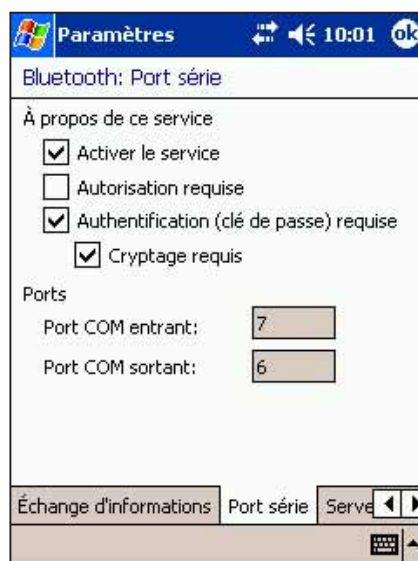 Paramètres 10:01 ok
Bluetooth: Port série
À propos de ce service
Activer le service
Autorisation requise
Authentification (clé de passe) requise
Cryptage requis
Ports
Port COM entrant: 7
Port COM sortant: 6
Échange d'informations Port série Serve